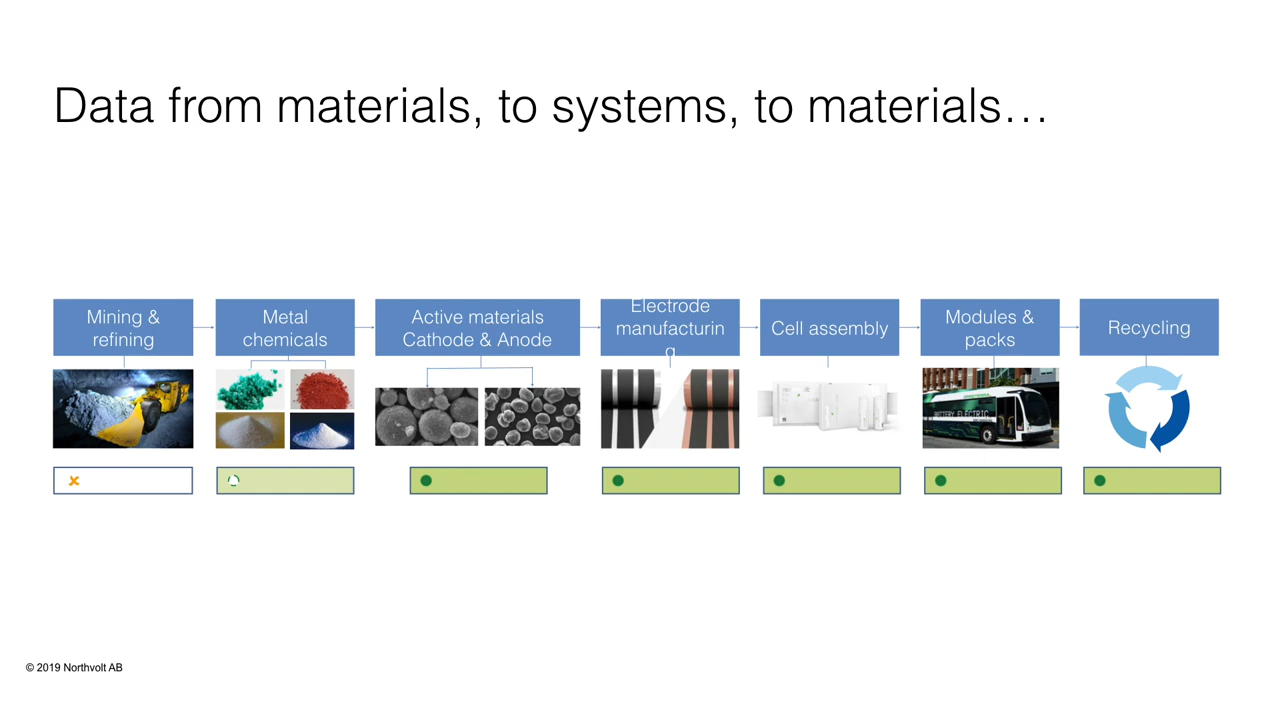 Data from materials, to systems, to materials…
Mining &
refining
Metal
chemicals
Active materials
Cathode & Anode
Electrode
manufacturin
g
Cell assembly
Modules &
packs
Recycling
BATTERY ELECTRIC
© 2019 Northvolt AB